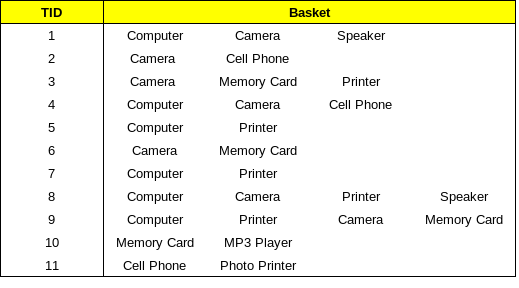 TID Basket
1 Computer Camera Speaker
2 Camera Cell Phone
3 Camera Memory Card Printer
4 Computer Camera Cell Phone
5 Computer Printer
6 Camera Memory Card
7 Computer Printer
8 Computer Camera Printer Speaker
9 Computer Printer Camera Memory Card
10 Memory Card MP3 Player
11 Cell Phone Photo Printer